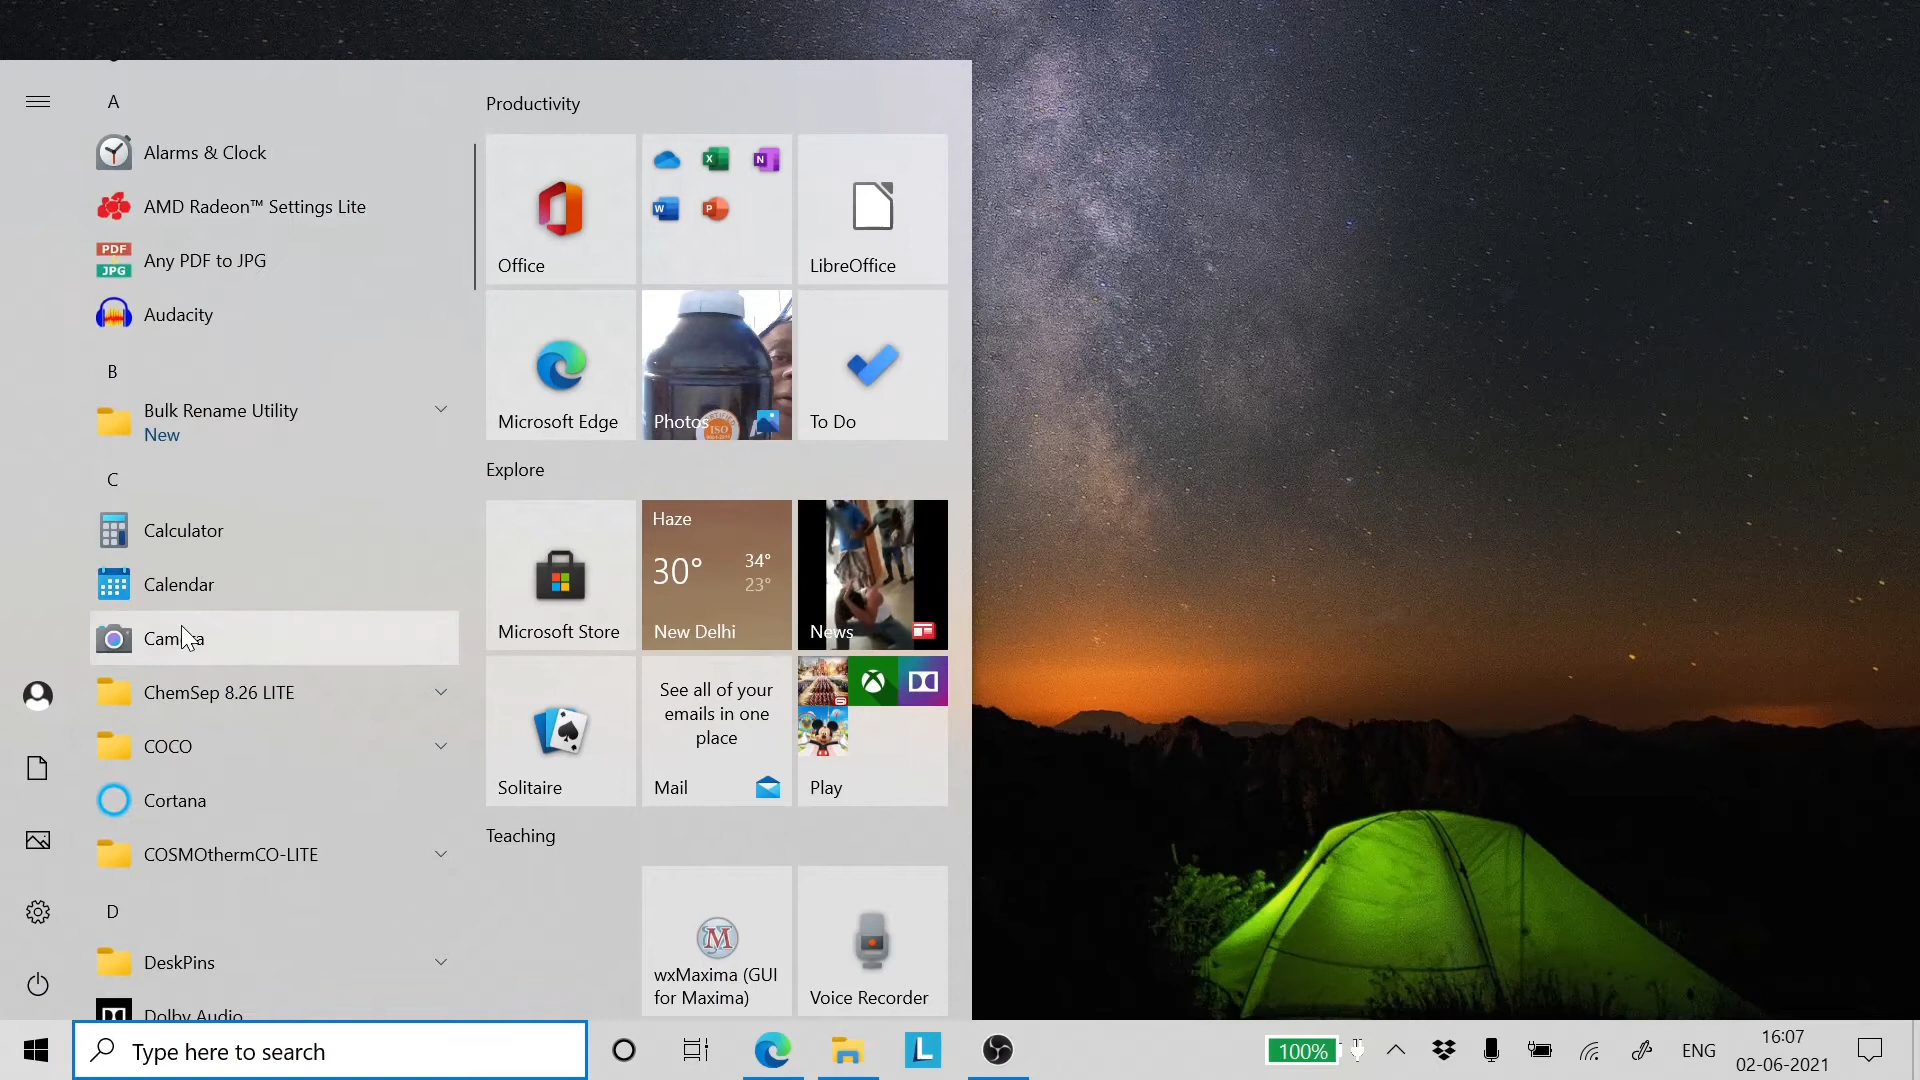 A
Alarms & Clock
AMD Radeon™ Settings Lite
PDF
JPG
Any PDF to JPG
Audacity
B
Bulk Rename Utility
New
C
Calculator
Calendar
Camera
ChemSep 8.26 LITE
COCO
Cortana
COSMOthermCO-LITE
D
DeskPins
Dolby Audio
Productivity
Office
X
N
W
P
LibreOffice
Microsoft Edge
ISO
Photos
To Do
Explore
Microsoft Store
Haze
30°
34°
23°
New Delhi
News
Solitaire
See all of your
emails in one
place
Mail
Play
Teaching
M
wxMaxima (GUI
for Maxima)
Voice Recorder
Type here to search
L
100%
ENG
16:07
02-06-2021